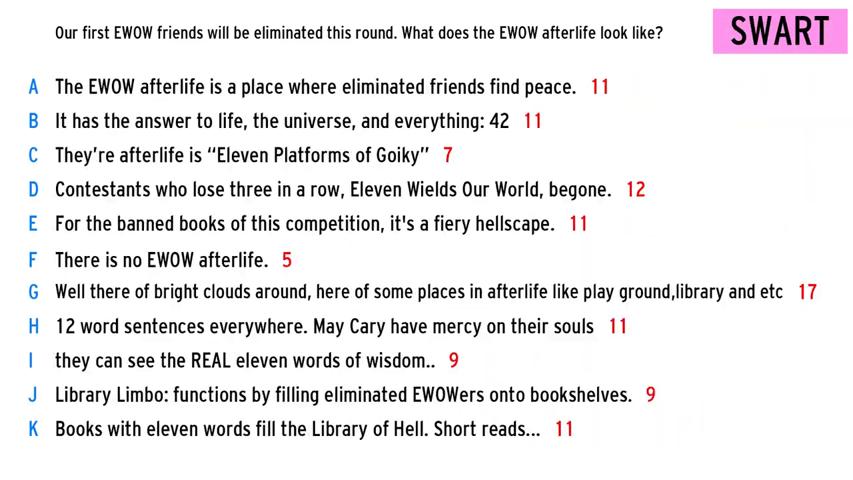 Our first EWOW friends will be eliminated this round. What does the EWOW afterlife look like?
SWART
A The EWOW afterlife is a place where eliminated friends find peace. 11
B It has the answer to life, the universe, and everything: 42 11
C They're afterlife is “Eleven Platforms of Goiky” 7
D Contestants who lose three in a row, Eleven Wields Our World, begone. 12
E For the banned books of this competition, it's a fiery hellscape. 11
F There is no EWOW afterlife. 5
G Well there of bright clouds around, here of some places in afterlife like play ground,library and etc 17
H 12 word sentences everywhere. May Cary have mercy on their souls 11
I they can see the REAL eleven words of wisdom.. 9
J Library Limbo: functions by filling eliminated EWOWers onto bookshelves. 9
K Books with eleven words fill the Library of Hell. Short reads... 11